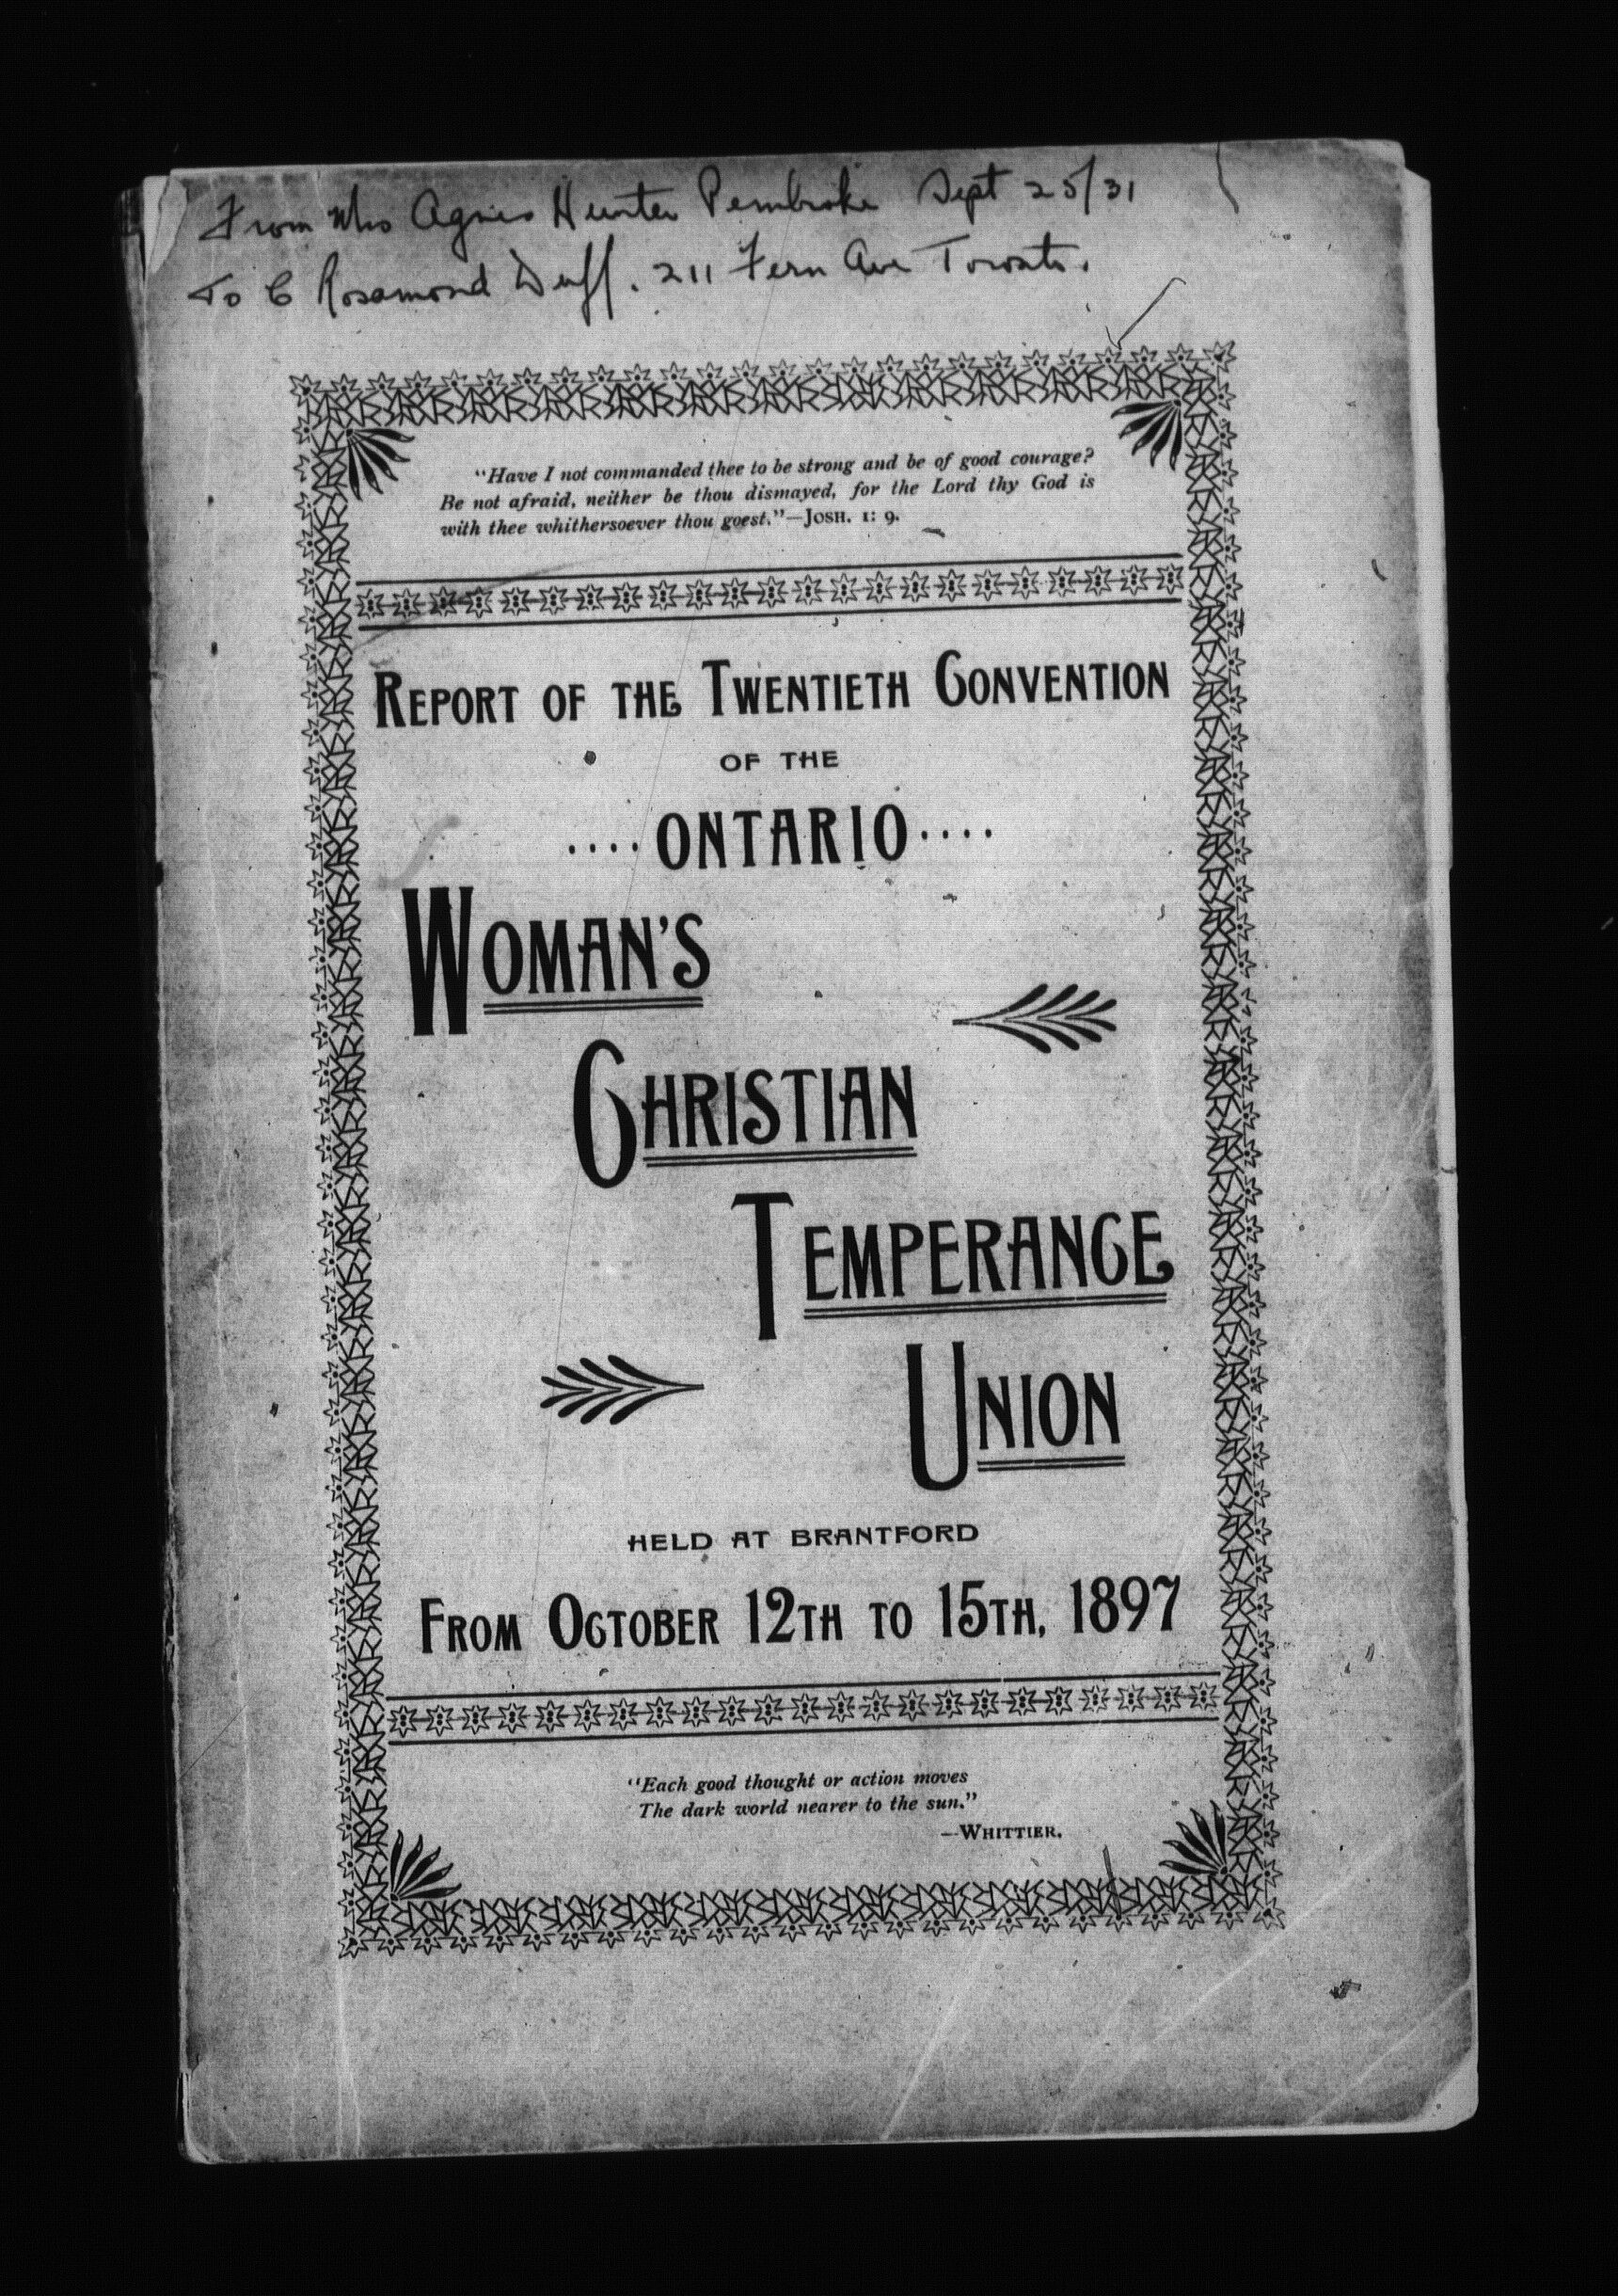 From Mrs Agnes Hunter Pembroke Sept 25/31
To C Rosamond Duff. 211 Fern Ave Toronto.
"Have I not commanded thee to be strong and be of good courage?
Be not afraid, neither be thou dismayed, for the Lord thy God is
with thee whithersoever thou goest."—JOSH. 1: 9.
REPORT OF THE TWENTIETH CONVENTION
OF THE
....ONTARIO....
WOMAN'S
CHRISTIAN
TEMPERANCE
UNION
HELD AT BRANTFORD
FROM OCTOBER 12TH TO 15TH, 1897
"Each good thought or action moves
The dark world nearer to the sun."
—WHITTIER.